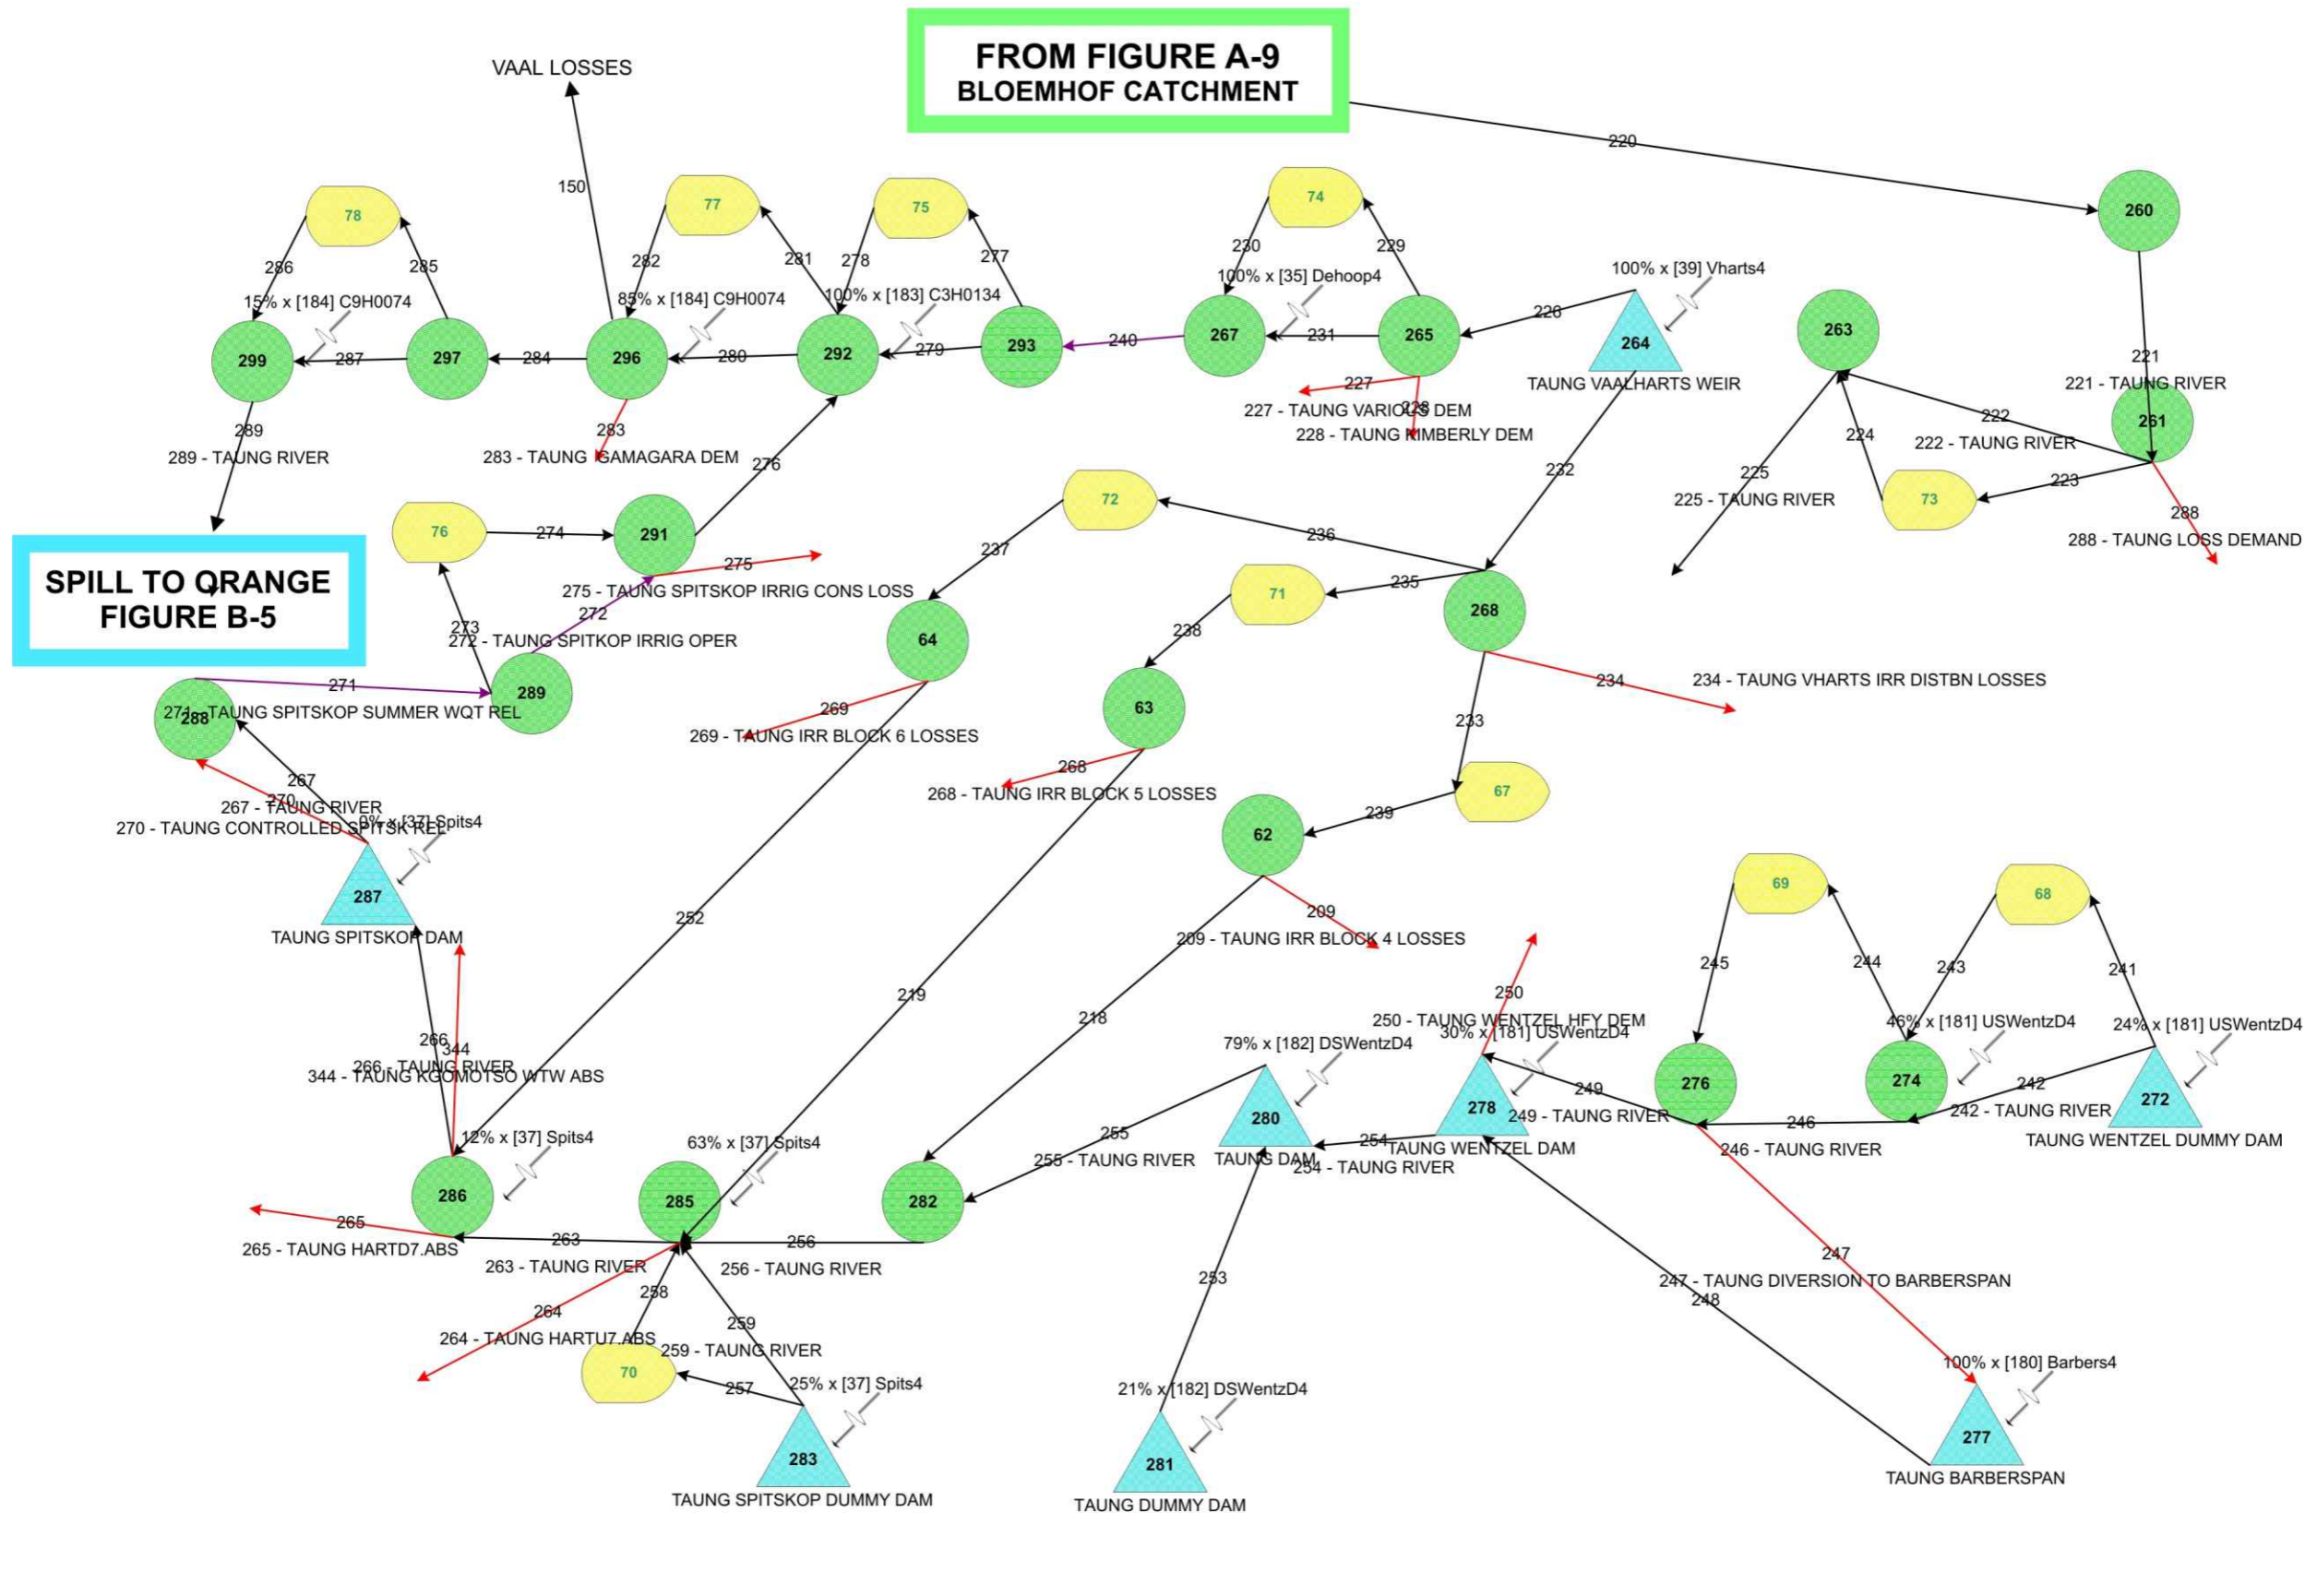 FROM FIGURE A-9
BLOEMHOF CATCHMENT
VAAL LOSSES
220
150
78
77
75
74
260
286
285
282
281
278
277
230
229
100% x [39] Vharts4
100% x [35] Dehoop4
15% x [184] C9H0074
85% x [184] C9H0074
100% x [183] C3H0134
226
263
299
287
297
284
296
280
292
279
293
240
267
231
265
264
221
221 - TAUNG RIVER
TAUNG VAALHARTS WEIR
227
227 - TAUNG VARIOUS DEM
228
228 - TAUNG KIMBERLY DEM
222
222 - TAUNG RIVER
261
224
289
289 - TAUNG RIVER
283
283 - TAUNG GAMAGARA DEM
276
232
225
225 - TAUNG RIVER
223
73
288
288 - TAUNG LOSS DEMAND
72
76
274
291
236
237
275
275 - TAUNG SPITSKOP IRRIG CONS LOSS
SPILL TO ORANGE
FIGURE B-5
71
235
268
272
272 - TAUNG SPITKOP IRRIG OPER
273
64
238
271
289
271 - TAUNG SPITSKOP SUMMER WQT REL
288
269
269 - TAUNG IRR BLOCK 6 LOSSES
63
234
234 - TAUNG VHARTS IRR DISTBN LOSSES
233
268
268 - TAUNG IRR BLOCK 5 LOSSES
267
267 - TAUNG RIVER
270
270 - TAUNG CONTROLLED SPITSK REL
0% x [37] Spits4
67
239
62
287
TAUNG SPITSKOP DAM
252
209
209 - TAUNG IRR BLOCK 4 LOSSES
69
68
245
244
243
241
219
218
250
250 - TAUNG WENTZEL HFY DEM
30% x [181] USWentzD4
46% x [181] USWentzD4
24% x [181] USWentzD4
79% x [182] DSWentzD4
266
266 - TAUNG RIVER
344
344 - TAUNG KGOMOTSO WTW ABS
276
274
242
242 - TAUNG RIVER
272
TAUNG WENTZEL DUMMY DAM
249
249 - TAUNG RIVER
278
TAUNG WENTZEL DAM
280
TAUNG DAM
254
254 - TAUNG RIVER
246
246 - TAUNG RIVER
255
255 - TAUNG RIVER
12% x [37] Spits4
63% x [37] Spits4
286
285
282
265
265 - TAUNG HARTD7.ABS
263
263 - TAUNG RIVER
256
256 - TAUNG RIVER
247
247 - TAUNG DIVERSION TO BARBERSPAN
248
253
258
264
264 - TAUNG HARTU7.ABS
259
259 - TAUNG RIVER
70
257
25% x [37] Spits4
21% x [182] DSWentzD4
100% x [180] Barbers4
283
TAUNG SPITSKOP DUMMY DAM
281
TAUNG DUMMY DAM
277
TAUNG BARBERSPAN